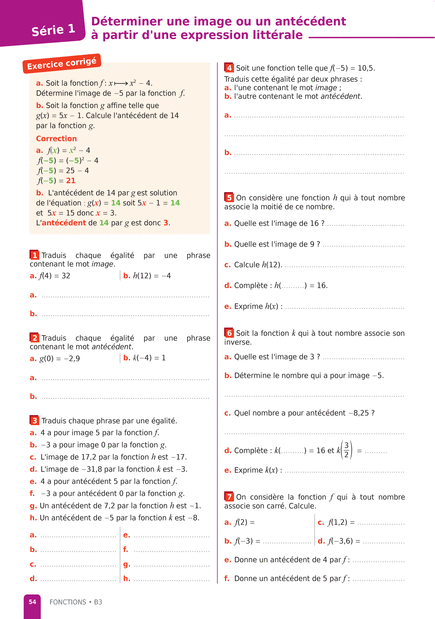 Série 1
Déterminer une image ou un antécédent
à partir d'une expression littérale
Exercice corrigé
a. Soit la fonction f : x⟼x² − 4.
Détermine l'image de −5 par la fonction f.
b. Soit la fonction g affine telle que
g(x) = 5x − 1. Calcule l'antécédent de 14
par la fonction g.
Correction
a. f(x) = x² − 4
f(−5) = (−5)² − 4
f(−5) = 25 − 4
f(−5) = 21
b. L'antécédent de 14 par g est solution
de l'équation : g(x) = 14 soit 5x − 1 = 14
et 5x = 15 donc x = 3.
L'antécédent de 14 par g est donc 3.
1 Traduis chaque égalité par une phrase
contenant le mot image.
a. f(4) = 32 b. h(12) = −4
a. ....................
b. ....................
2 Traduis chaque égalité par une phrase
contenant le mot antécédent.
a. g(0) = −2,9 b. k(−4) = 1
a. ....................
b. ....................
3 Traduis chaque phrase par une égalité.
a. 4 a pour image 5 par la fonction f.
b. −3 a pour image 0 par la fonction g.
c. L'image de 17,2 par la fonction h est −17.
d. L'image de −31,8 par la fonction k est −3.
e. 4 a pour antécédent 5 par la fonction f.
f. −3 a pour antécédent 0 par la fonction g.
g. Un antécédent de 7,2 par la fonction h est −1.
h. Un antécédent de −5 par la fonction k est −8.
a. .................... e. ....................
b. .................... f. ....................
c. .................... g. ....................
d. .................... h. ....................
4 Soit une fonction telle que f(−5) = 10,5.
Traduis cette égalité par deux phrases :
a. l'une contenant le mot image ;
b. l'autre contenant le mot antécédent.
a. ....................
....................
b. ....................
....................
5 On considère une fonction h qui à tout nombre
associe la moitié de ce nombre.
a. Quelle est l'image de 16 ?....................
b. Quelle est l'image de 9 ? ....................
c. Calcule h(12). ....................
d. Complète : h(..........) = 16.
e. Exprime h(x) : ....................
6 Soit la fonction k qui à tout nombre associe son
inverse.
a. Quelle est l'image de 3 ? ....................
b. Détermine le nombre qui a pour image −5.
....................
c. Quel nombre a pour antécédent −8,25 ?
....................
d. Complète : k(..........) = 16 et k(3/2) = ..........
e. Exprime k(x) : ....................
7 On considère la fonction f qui à tout nombre
associe son carré. Calcule.
a. f(2) = c. f(1,2) = ....................
b. f(−3) = .................... d. f(−3,6) = ....................
e. Donne un antécédent de 4 par f : ....................
f. Donne un antécédent de 5 par f : ....................
54 FONCTIONS • B3